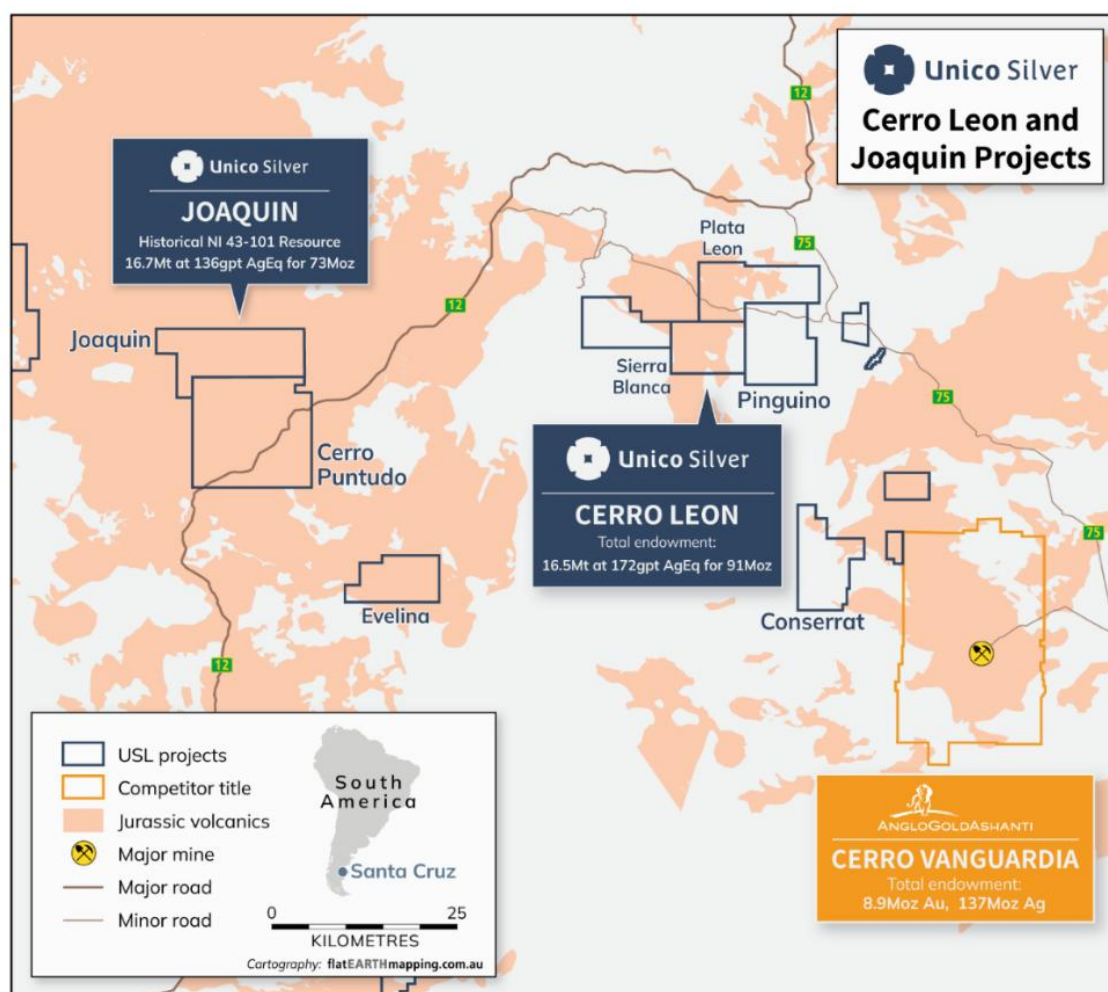 Unico Silver
Cerro Leon and
Joaquin Projects
12
Unico Silver
JOAQUIN
Historical NI 43-101 Resource
16.7Mt at 136gpt AgEq for 73Moz
Plata
Leon
75
12
Joaquin
Sierra
Blanca
Pinguino
75
Cerro
Puntudo
Unico Silver
CERRO LEON
Total endowment:
16.5Mt at 172gpt AgEq for 91Moz
75
Evelina
Conserrat
12
USL projects
Competitor title
Jurassic volcanics
Major mine
Major road
Minor road
South
America
Santa Cruz
0 25
KILOMETRES
Cartography: flatEARTHmapping.com.au
ANGLOGOLDASHANTI
CERRO VANGUARDIA
Total endowment:
8.9Moz Au, 137Moz Ag